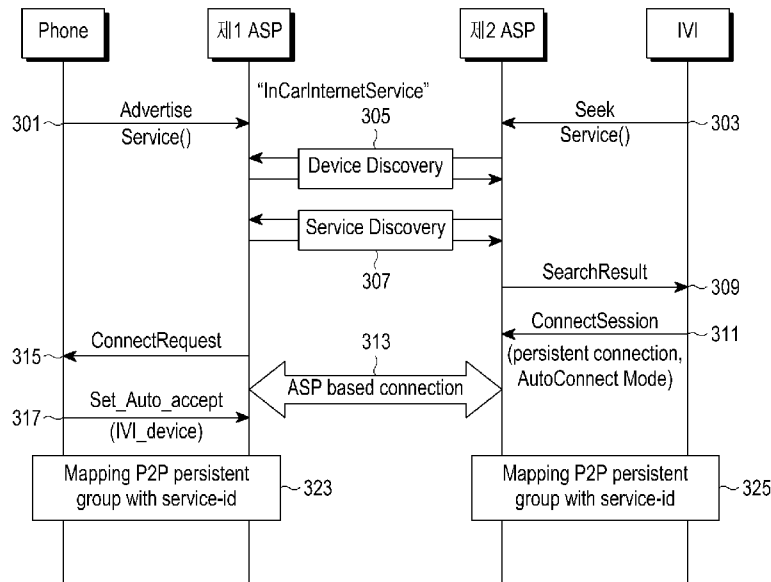 Phone
제1 ASP
제2 ASP
IVI
"InCarInternetService"
301
Advertise
Service()
305
Seek
Service()
303
Device Discovery
Service Discovery
307
SearchResult
309
ConnectSession
311
(persistent connection,
AutoConnect Mode)
315
ConnectRequest
313
ASP based connection
317
Set_Auto_accept
(IVI_device)
Mapping P2P persistent
group with service-id
323
Mapping P2P persistent
group with service-id
325